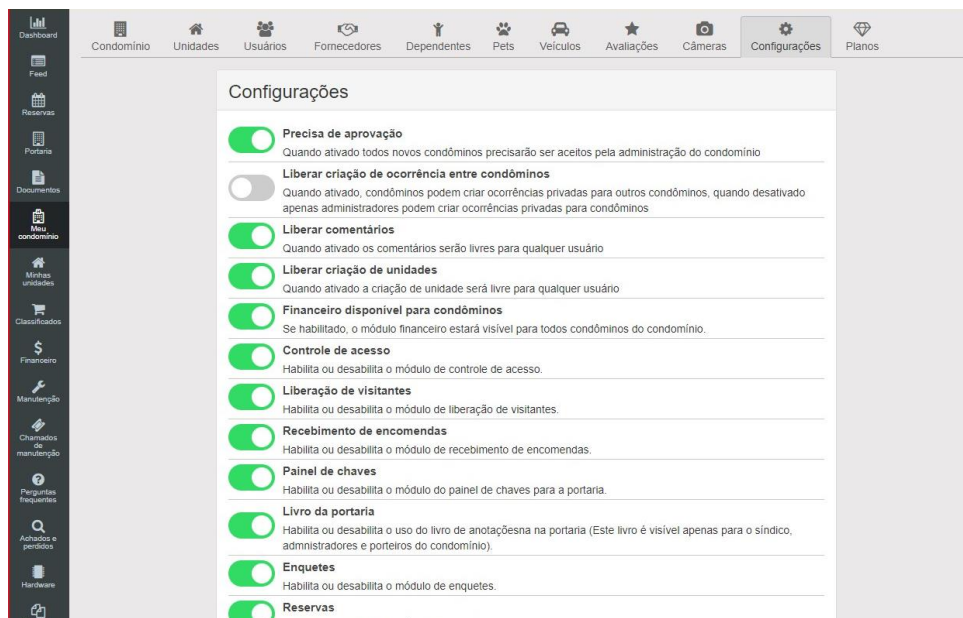 Dashboard
Feed
Reservas
Portaria
Documentos
Meu
condomínio
Minhas
unidades
Classificados
Financeiro
Manutenção
Chamados
de
manutenção
Perguntas
frequentes
Achados e
perdidos
Hardware
Condomínio
Unidades
Usuários
Fornecedores
Dependentes
Pets
Veículos
Avaliações
Câmeras
Configurações
Planos
Configurações
Precisa de aprovação
Quando ativado todos novos condôminos precisarão ser aceitos pela administração do condomínio
Liberar criação de ocorrência entre condôminos
Quando ativado, condôminos podem criar ocorrências privadas para outros condôminos, quando desativado
apenas administradores podem criar ocorrências privadas para condôminos
Liberar comentários
Quando ativado os comentários serão livres para qualquer usuário
Liberar criação de unidades
Quando ativado a criação de unidade será livre para qualquer usuário
Financeiro disponível para condôminos
Se habilitado, o módulo financeiro estará visível para todos condôminos do condomínio.
Controle de acesso
Habilita ou desabilita o módulo de controle de acesso.
Liberação de visitantes
Habilita ou desabilita o módulo de liberação de visitantes.
Recebimento de encomendas
Habilita ou desabilita o módulo de recebimento de encomendas.
Painel de chaves
Habilita ou desabilita o módulo do painel de chaves para a portaria.
Livro da portaria
Habilita ou desabilita o uso do livro de anotaçõesna na portaria (Este livro é visível apenas para o síndico,
admnistradores e porteiros do condomínio).
Enquetes
Habilita ou desabilita o módulo de enquetes.
Reservas